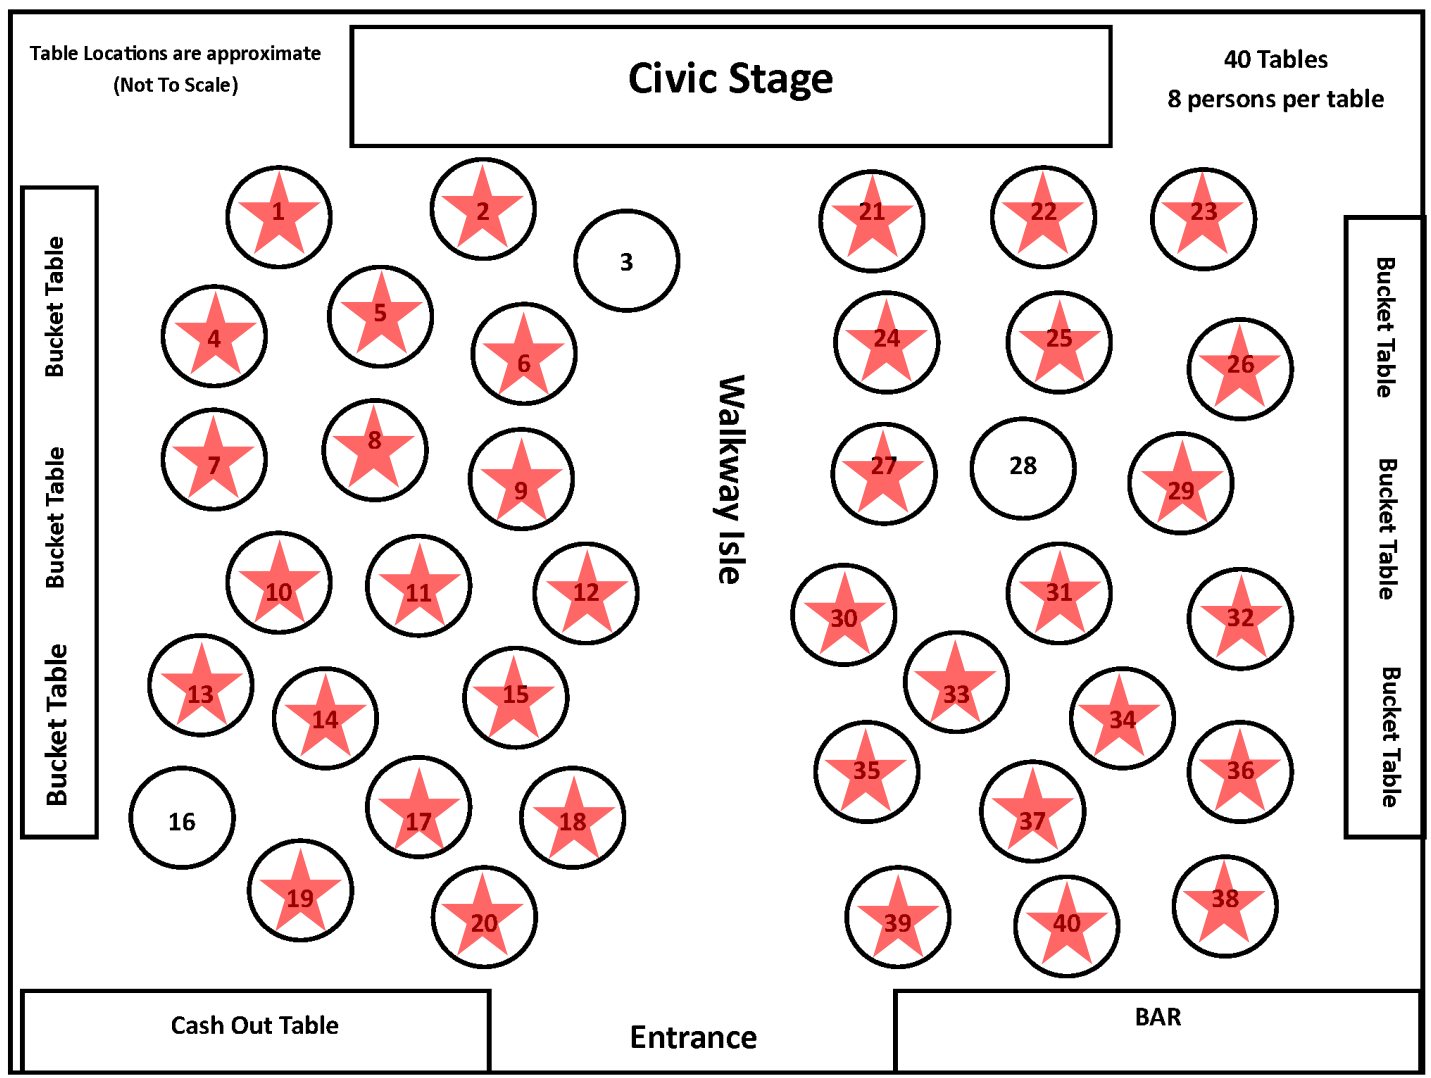 Table Locations are approximate
(Not To Scale)
Civic Stage
40 Tables
8 persons per table
1
2
3
4
5
6
7
8
9
10
11
12
13
14
15
16
17
18
19
20
Bucket Table
Bucket Table
Bucket Table
Walkway Isle
21
22
23
24
25
26
27
28
29
30
31
32
33
34
35
36
37
38
39
40
Bucket Table
Bucket Table
Bucket Table
Cash Out Table
Entrance
BAR